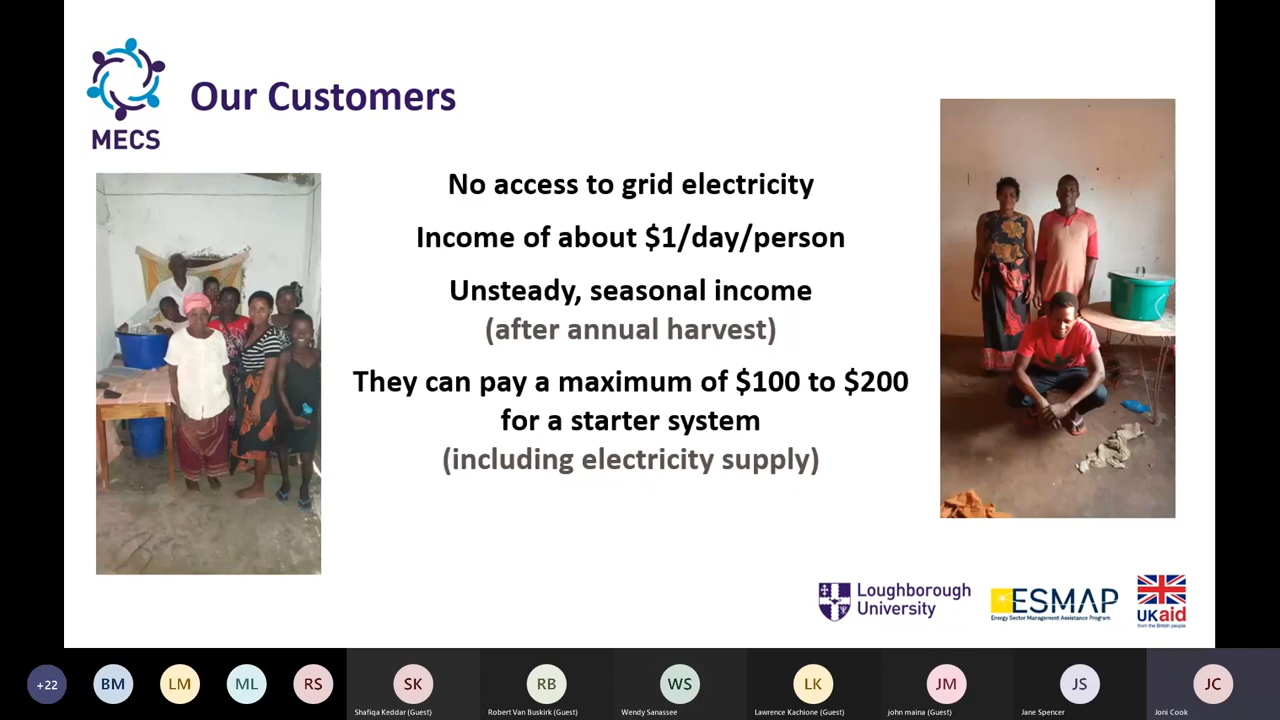 MECS
Our Customers
No access to grid electricity
Income of about $1/day/person
Unsteady, seasonal income
(after annual harvest)
They can pay a maximum of $100 to $200
for a starter system
(including electricity supply)
Loughborough
University
ESMAP
Energy Sector Management Assistance Program
UKaid
from the British people
+22
BM
LM
ML
RS
SK
RB
WS
LK
JM
JS
JC
Shafiqa Keddar (Guest)
Robert Van Buskirk (Guest)
Wendy Sanassee
Lawrence Kachione (Guest)
john maina (Guest)
Jane Spencer
Joni Cook